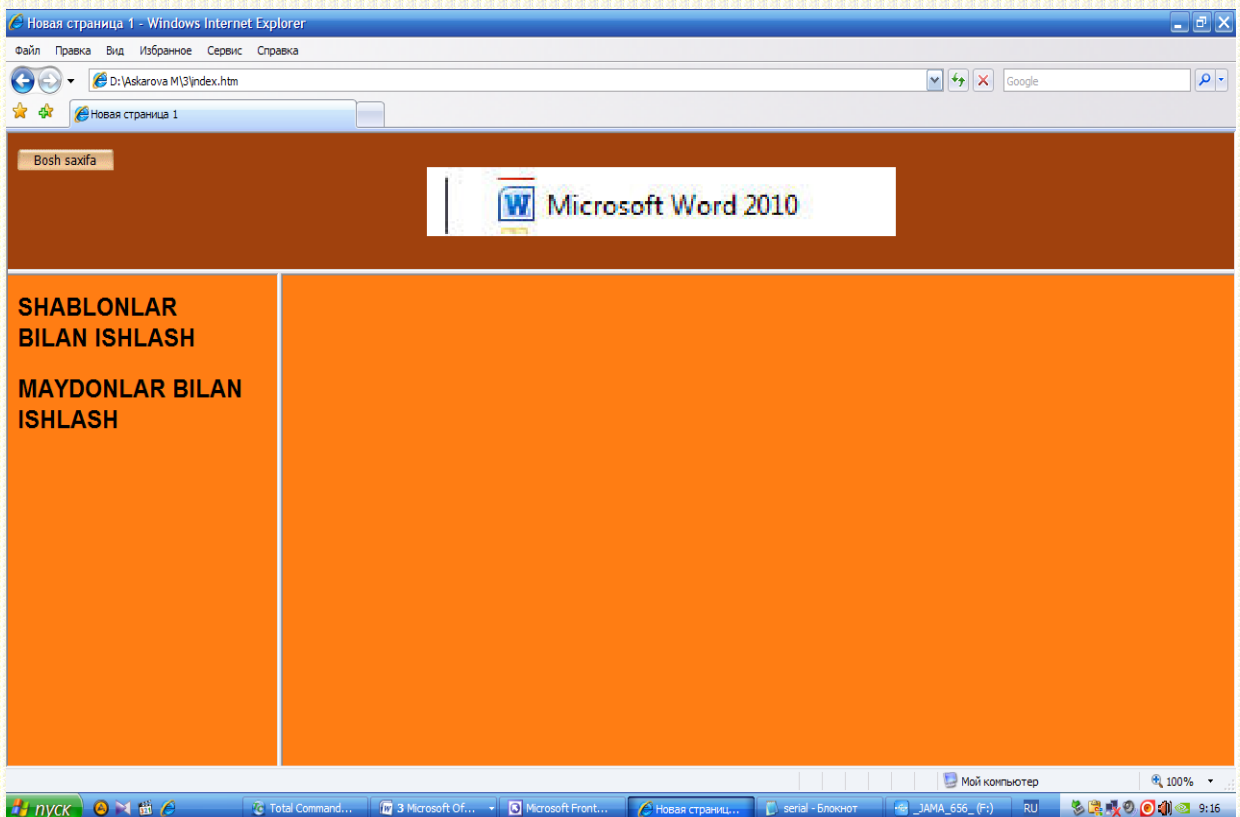 Новая страница 1 - Windows Internet Explorer
Файл Правка Вид Избранное Сервис Справка
D:\Askarova M\3\index.htm
Google
Новая страница 1
Bosh saxifa
Microsoft Word 2010
SHABLONLAR
BILAN ISHLASH
MAYDONLAR BILAN
ISHLASH
Мой компьютер
100%
пуск
Total Command...
3 Microsoft Of...
Microsoft Front...
Новая страниц...
serial - Блокнот
_JAMA_656_ (F:)
RU
9:16